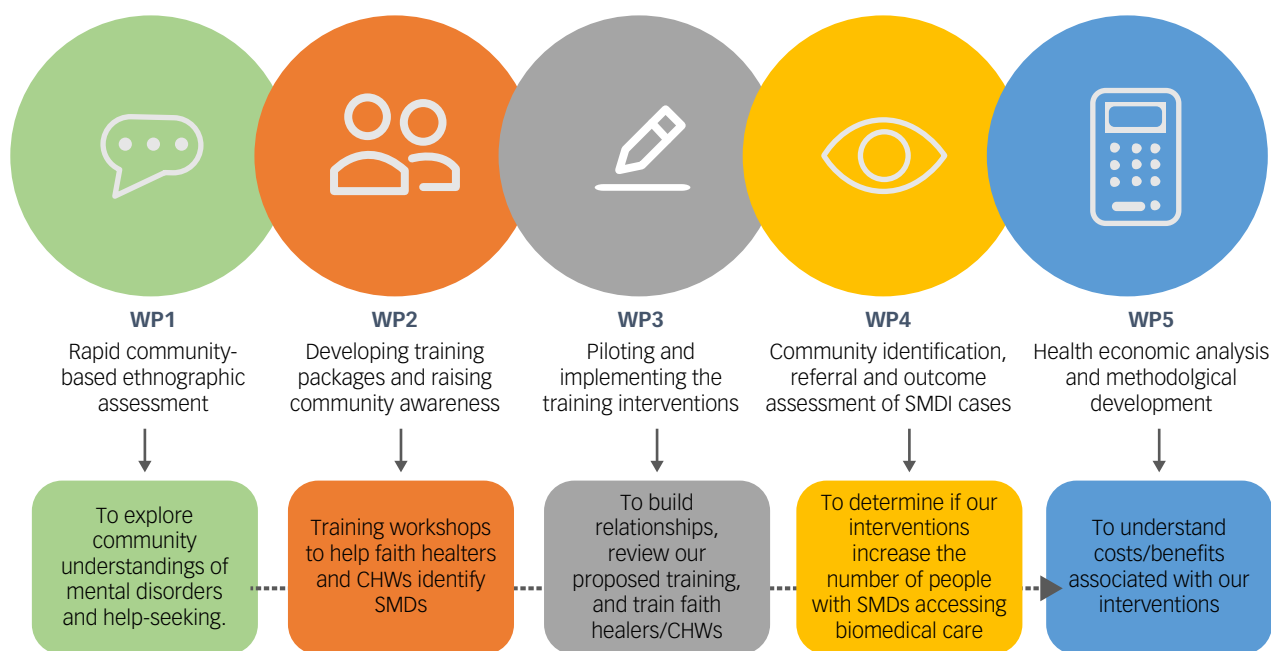 WP1
Rapid community-
based ethnographic
assessment
WP2
Developing training
packages and raising
community awareness
WP3
Piloting and
implementing the
training interventions
WP4
Community identification,
referral and outcome
assessment of SMDI cases
WP5
Health economic analysis
and methodolgical
development
To explore
community
understandings of
mental disorders
and help-seeking.
Training workshops
to help faith healters
and CHWs identify
SMDs
To build
relationships,
review our
proposed training,
and train faith
healers/CHWs
To determine if our
interventions
increase the
number of people
with SMDs accessing
biomedical care
To understand
costs/benefits
associated with our
interventions